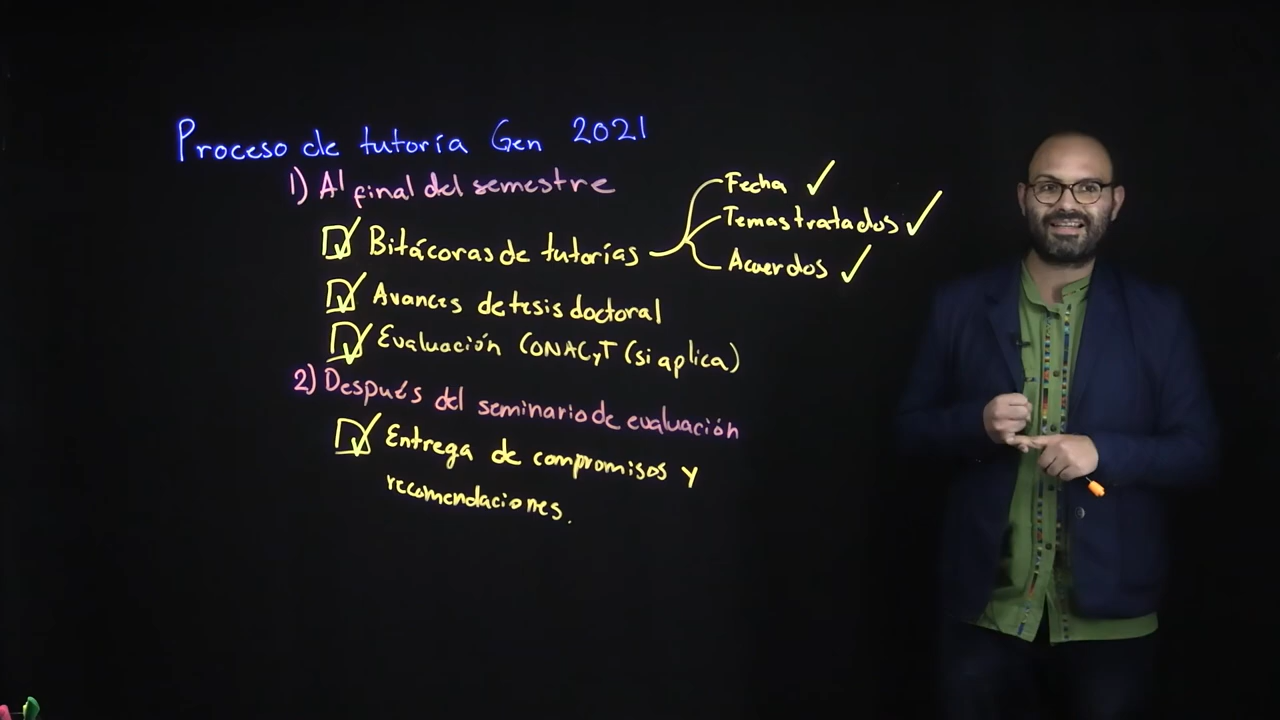 Proceso de tutoría Gen 2021
1) Al final del semestre
Bitácoras de tutorías
Fecha ✓
Temas tratados ✓
Acuerdos ✓
Avances de tesis doctoral
Evaluación CONACyT (si aplica)
2) Después del seminario de evaluación
Entrega de compromisos y
recomendaciones.